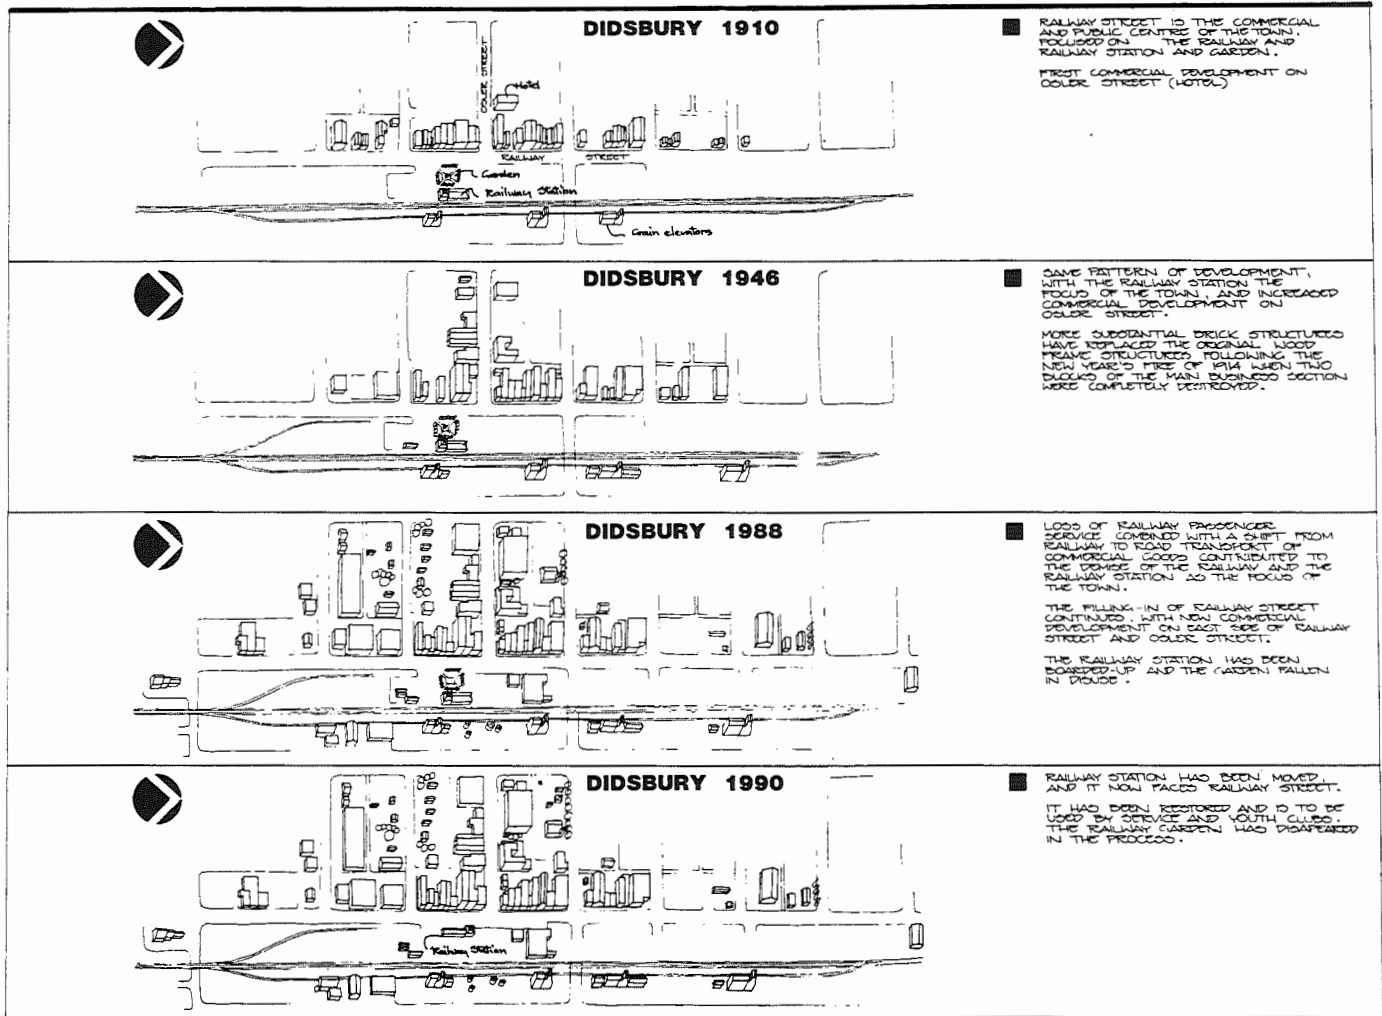 DIDSBURY 1910
OSLER STREET
Hotel
RAILWAY STREET
Garden
Railway Station
Grain elevators
RAILWAY STREET IS THE COMMERCIAL
AND PUBLIC CENTRE OF THE TOWN,
FOCUSED ON THE RAILWAY AND
RAILWAY STATION AND GARDEN.
FIRST COMMERCIAL DEVELOPMENT ON
OSLER STREET (HOTEL)
DIDSBURY 1946
SAME PATTERN OF DEVELOPMENT,
WITH THE RAILWAY STATION THE
FOCUS OF THE TOWN, AND INCREASED
COMMERCIAL DEVELOPMENT ON
OSLER STREET.
MORE SUBSTANTIAL BRICK STRUCTURES
HAVE REPLACED THE ORIGINAL WOOD
FRAME STRUCTURES FOLLOWING THE
NEW YEAR'S FIRE OF 1914 WHEN TWO
BLOCKS OF THE MAIN BUSINESS SECTION
WERE COMPLETELY DESTROYED.
DIDSBURY 1988
LOSS OF RAILWAY PASSENGER
SERVICE COMBINED WITH A SHIFT FROM
RAILWAY TO ROAD TRANSPORT OF
COMMERCIAL GOODS CONTRIBUTED TO
THE DEMISE OF THE RAILWAY AND THE
RAILWAY STATION AS THE FOCUS OF
THE TOWN.
THE FILLING-IN OF RAILWAY STREET
CONTINUED, WITH NEW COMMERCIAL
DEVELOPMENT ON EAST SIDE OF RAILWAY
STREET AND OSLER STREET.
THE RAILWAY STATION HAS BEEN
BOARDED-UP AND THE GARDEN FALLEN
IN DISUSE.
DIDSBURY 1990
Railway Station
RAILWAY STATION HAS BEEN MOVED,
AND IT NOW FACES RAILWAY STREET.
IT HAS BEEN RESTORED AND IS TO BE
USED BY SERVICE AND YOUTH CLUBS.
THE RAILWAY GARDEN HAS DISAPEARED
IN THE PROCESS.